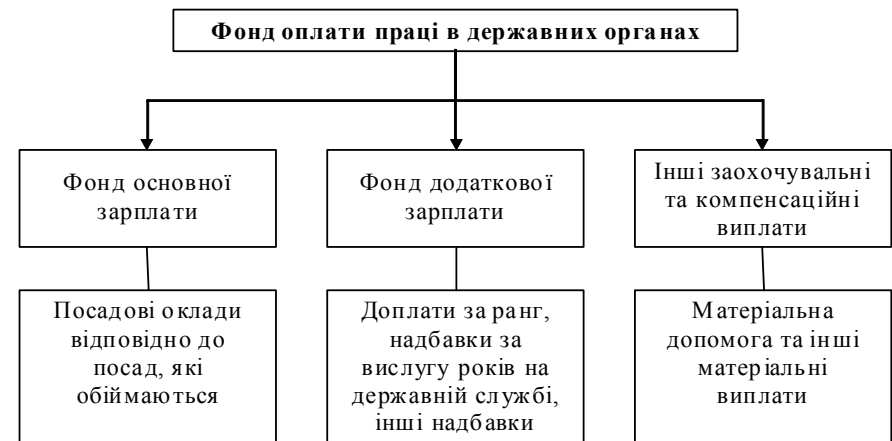 Фонд оплати праці в державних органах
Фонд основної
зарплати
Фонд додаткової
зарплати
Інші заохочувальні
та компенсаційні
виплати
Посадові оклади
відповідно до
посад, які
обіймаються
Доплати за ранг,
надбавки за
вислугу років на
державній службі,
інші надбавки
Матеріальна
допомога та інші
матеріальні
виплати